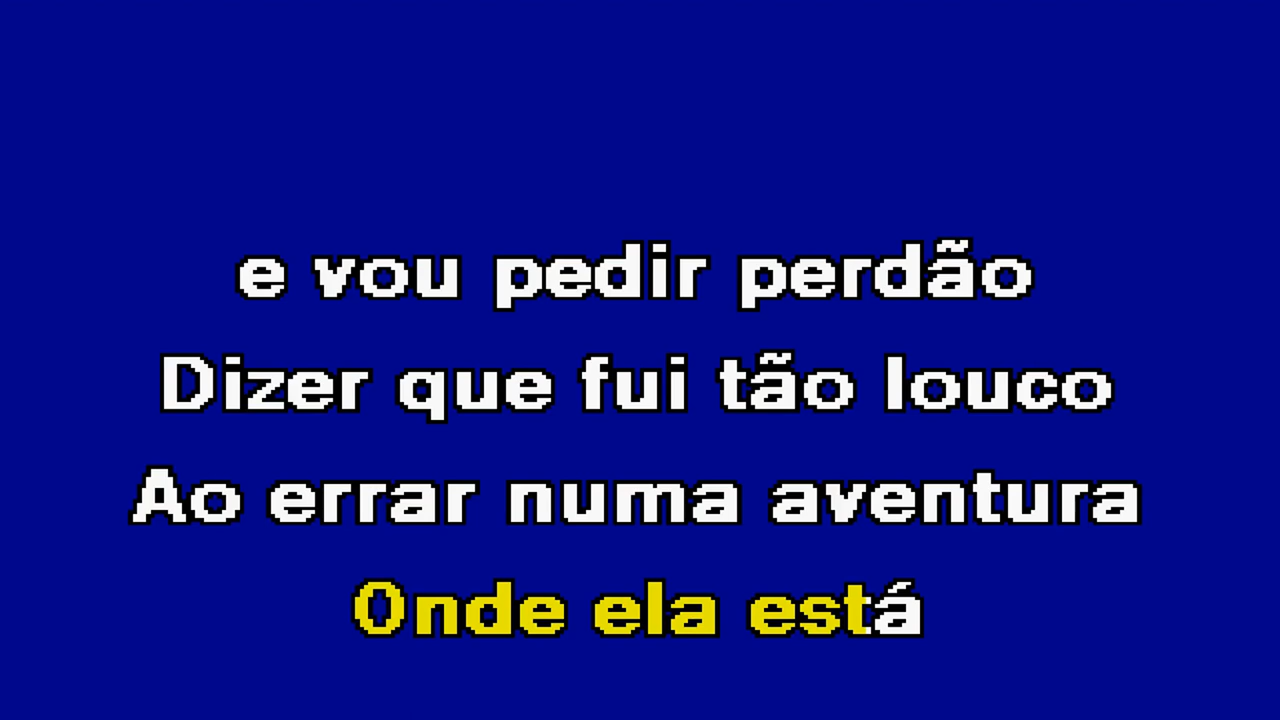 e vou pedir perdão
Dizer que fui tão louco
Ao errar numa aventura
Onde ela está